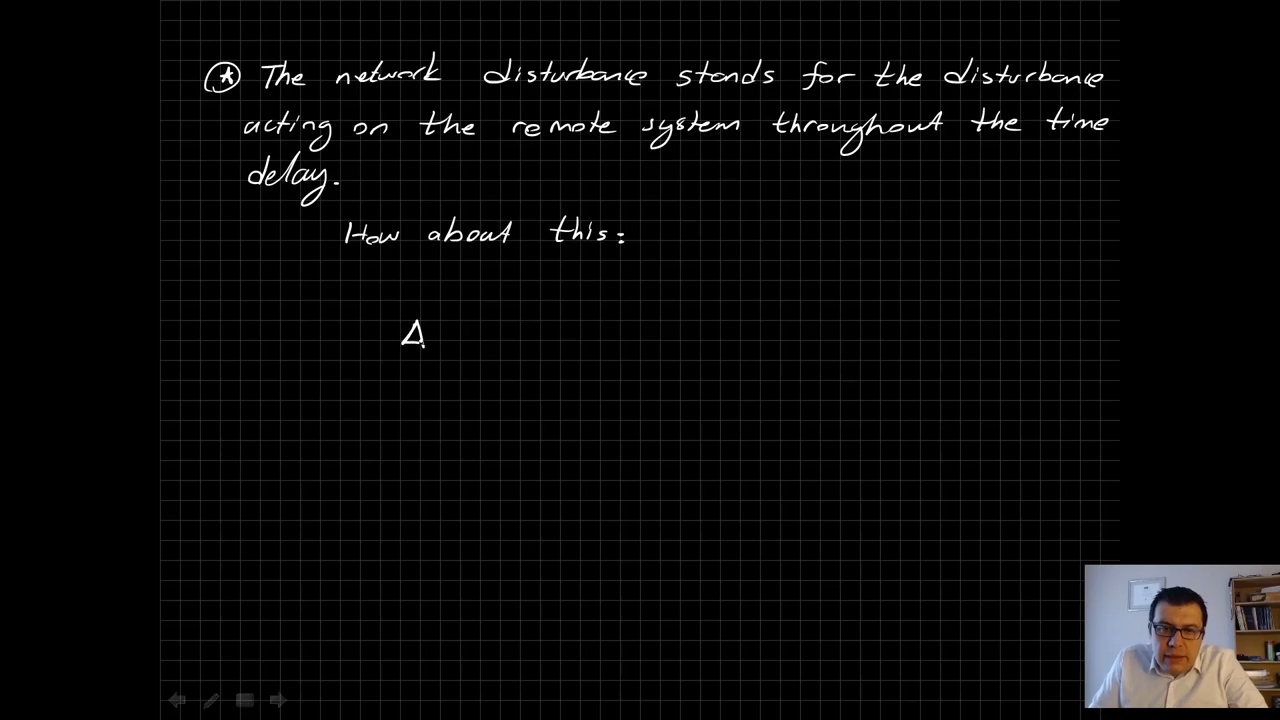 ⊛ The network disturbance stands for the disturbance
acting on the remote system throughout the time
delay.
How about this:
Δ